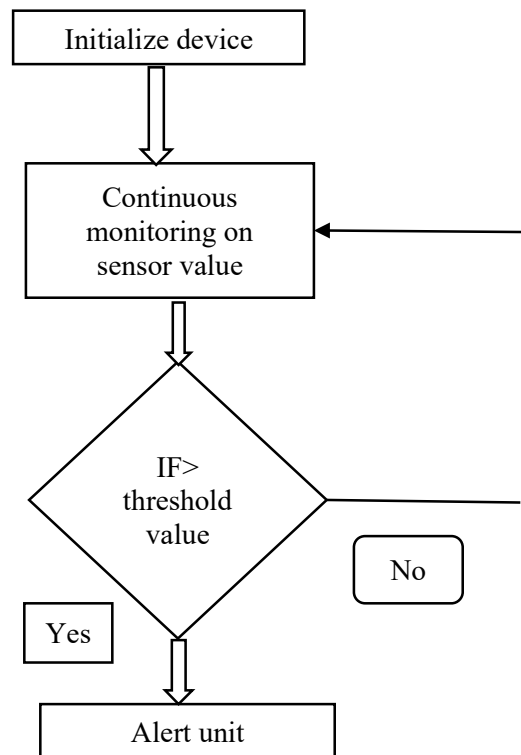 Initialize device
Continuous
monitoring on
sensor value
IF>
threshold
value
No
Yes
Alert unit